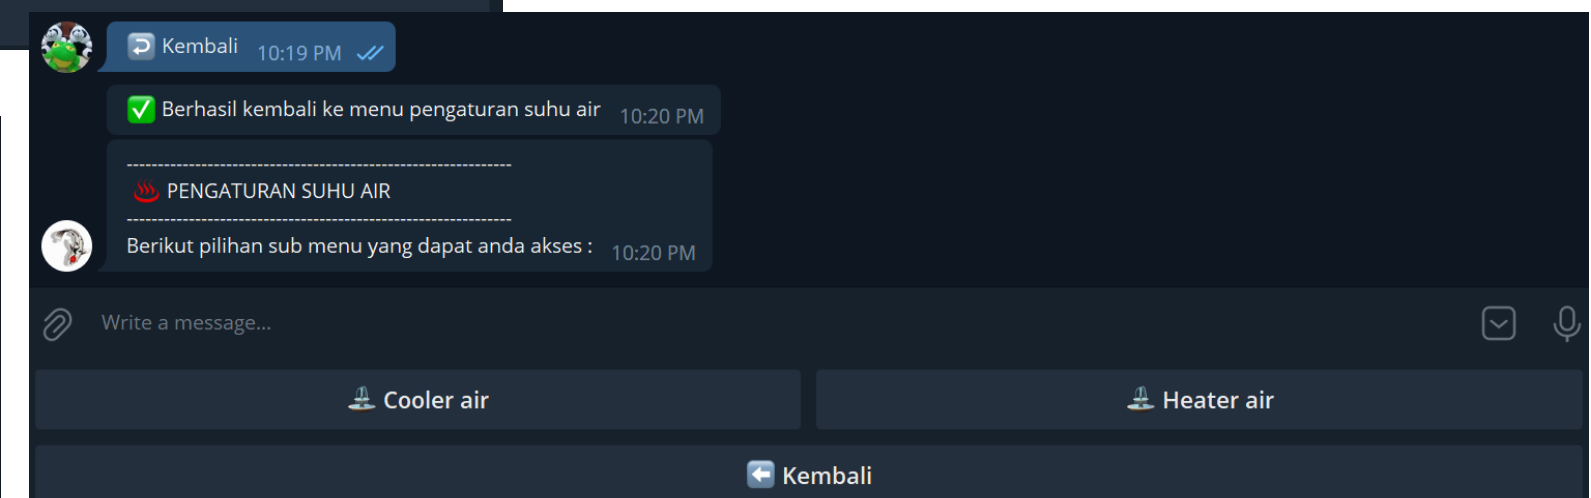 Kembali 10:19 PM
✅ Berhasil kembali ke menu pengaturan suhu air 10:20 PM
--------------------------------------------------------------
♨ PENGATURAN SUHU AIR
--------------------------------------------------------------
Berikut pilihan sub menu yang dapat anda akses : 10:20 PM
Write a message...
⛲ Cooler air
⛲ Heater air
⬅ Kembali